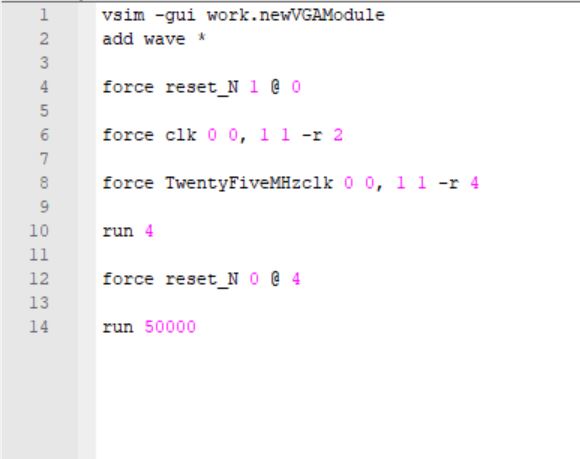 1 vsim -gui work.newVGAModule
2 add wave *
3
4 force reset_N 1 @ 0
5
6 force clk 0 0, 1 1 -r 2
7
8 force TwentyFiveMHzclk 0 0, 1 1 -r 4
9
10 run 4
11
12 force reset_N 0 @ 4
13
14 run 50000